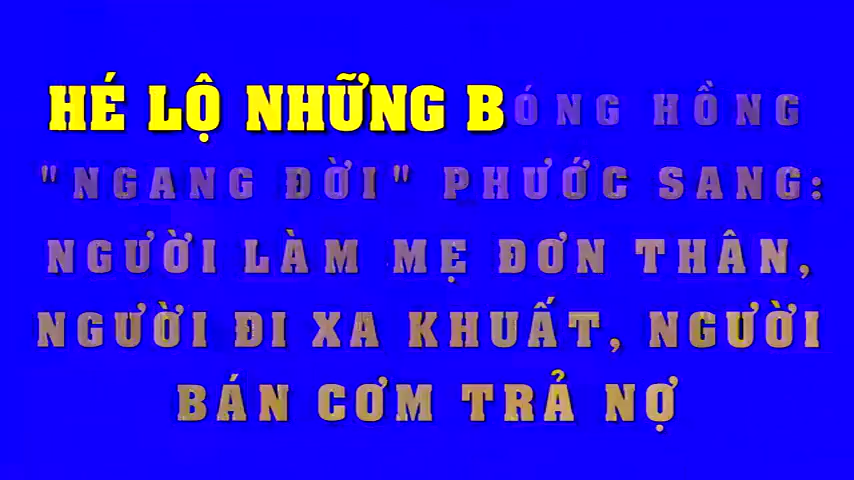 HÉ LỘ NHỮNG BÓNG HỒNG
"NGANG ĐỜI" PHƯỚC SANG:
NGƯỜI LÀM MẸ ĐƠN THÂN,
NGƯỜI ĐI XA KHUẤT, NGƯỜI
BÁN CƠM TRẢ NỢ